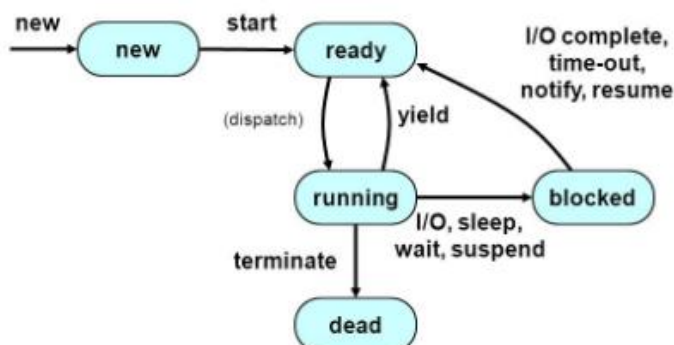 new
new
start
ready
I/O complete,
time-out,
notify, resume
(dispatch)
yield
running
blocked
I/O, sleep,
wait, suspend
terminate
dead